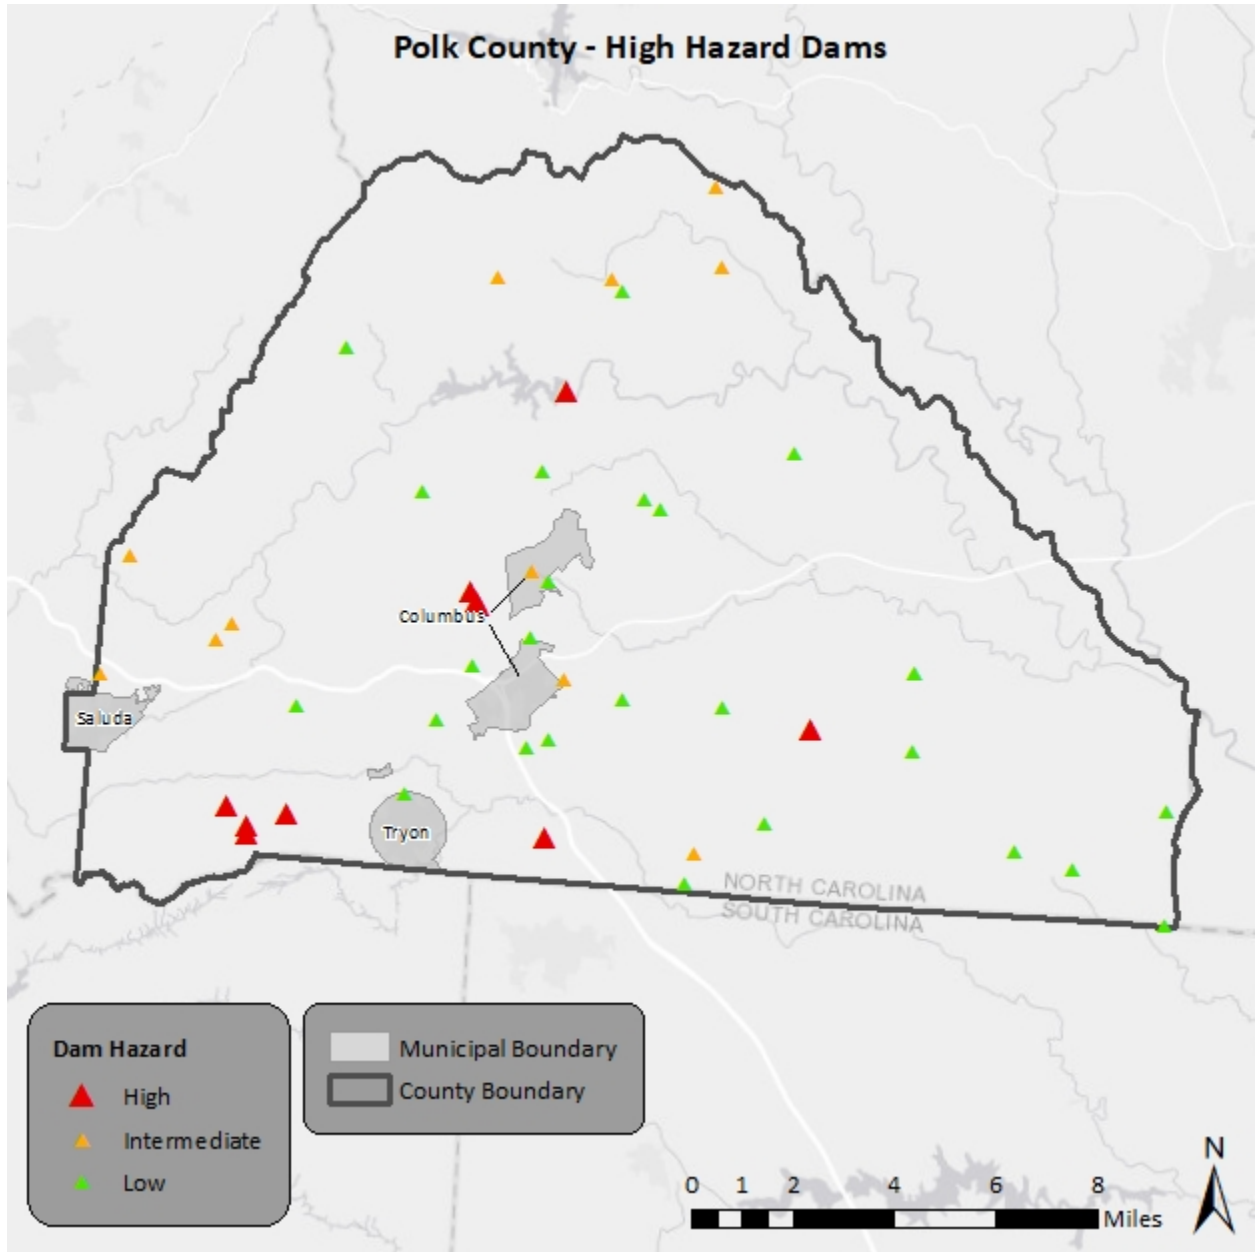 Polk County - High Hazard Dams
Columbus
Saluda
Tryon
NORTH CAROLINA
SOUTH CAROLINA
Dam Hazard
High
Intermediate
Low
Municipal Boundary
County Boundary
0 1 2 4 6 8
Miles
N